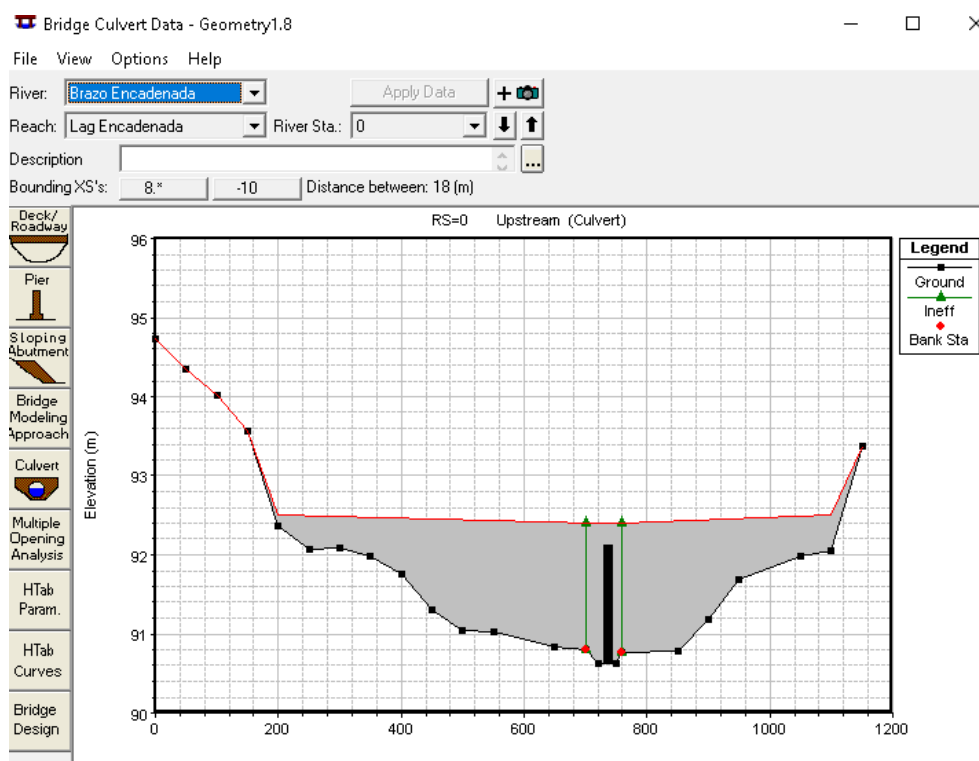 Bridge Culvert Data - Geometry1.8
File View Options Help
River: Brazo Encadenada Apply Data +
Reach: Lag Encadenada River Sta.: 0
Description ...
Bounding XS's: 8.* -10 Distance between: 18 (m)
Deck/
Roadway
Pier
Sloping
Abutment
Bridge
Modeling
Approach
Culvert
Multiple
Opening
Analysis
HTab
Param.
HTab
Curves
Bridge
Design
RS=0 Upstream (Culvert)
Elevation (m)
96
95
94
93
92
91
90
0 200 400 600 800 1000 1200
Legend
Ground
Ineff
Bank Sta